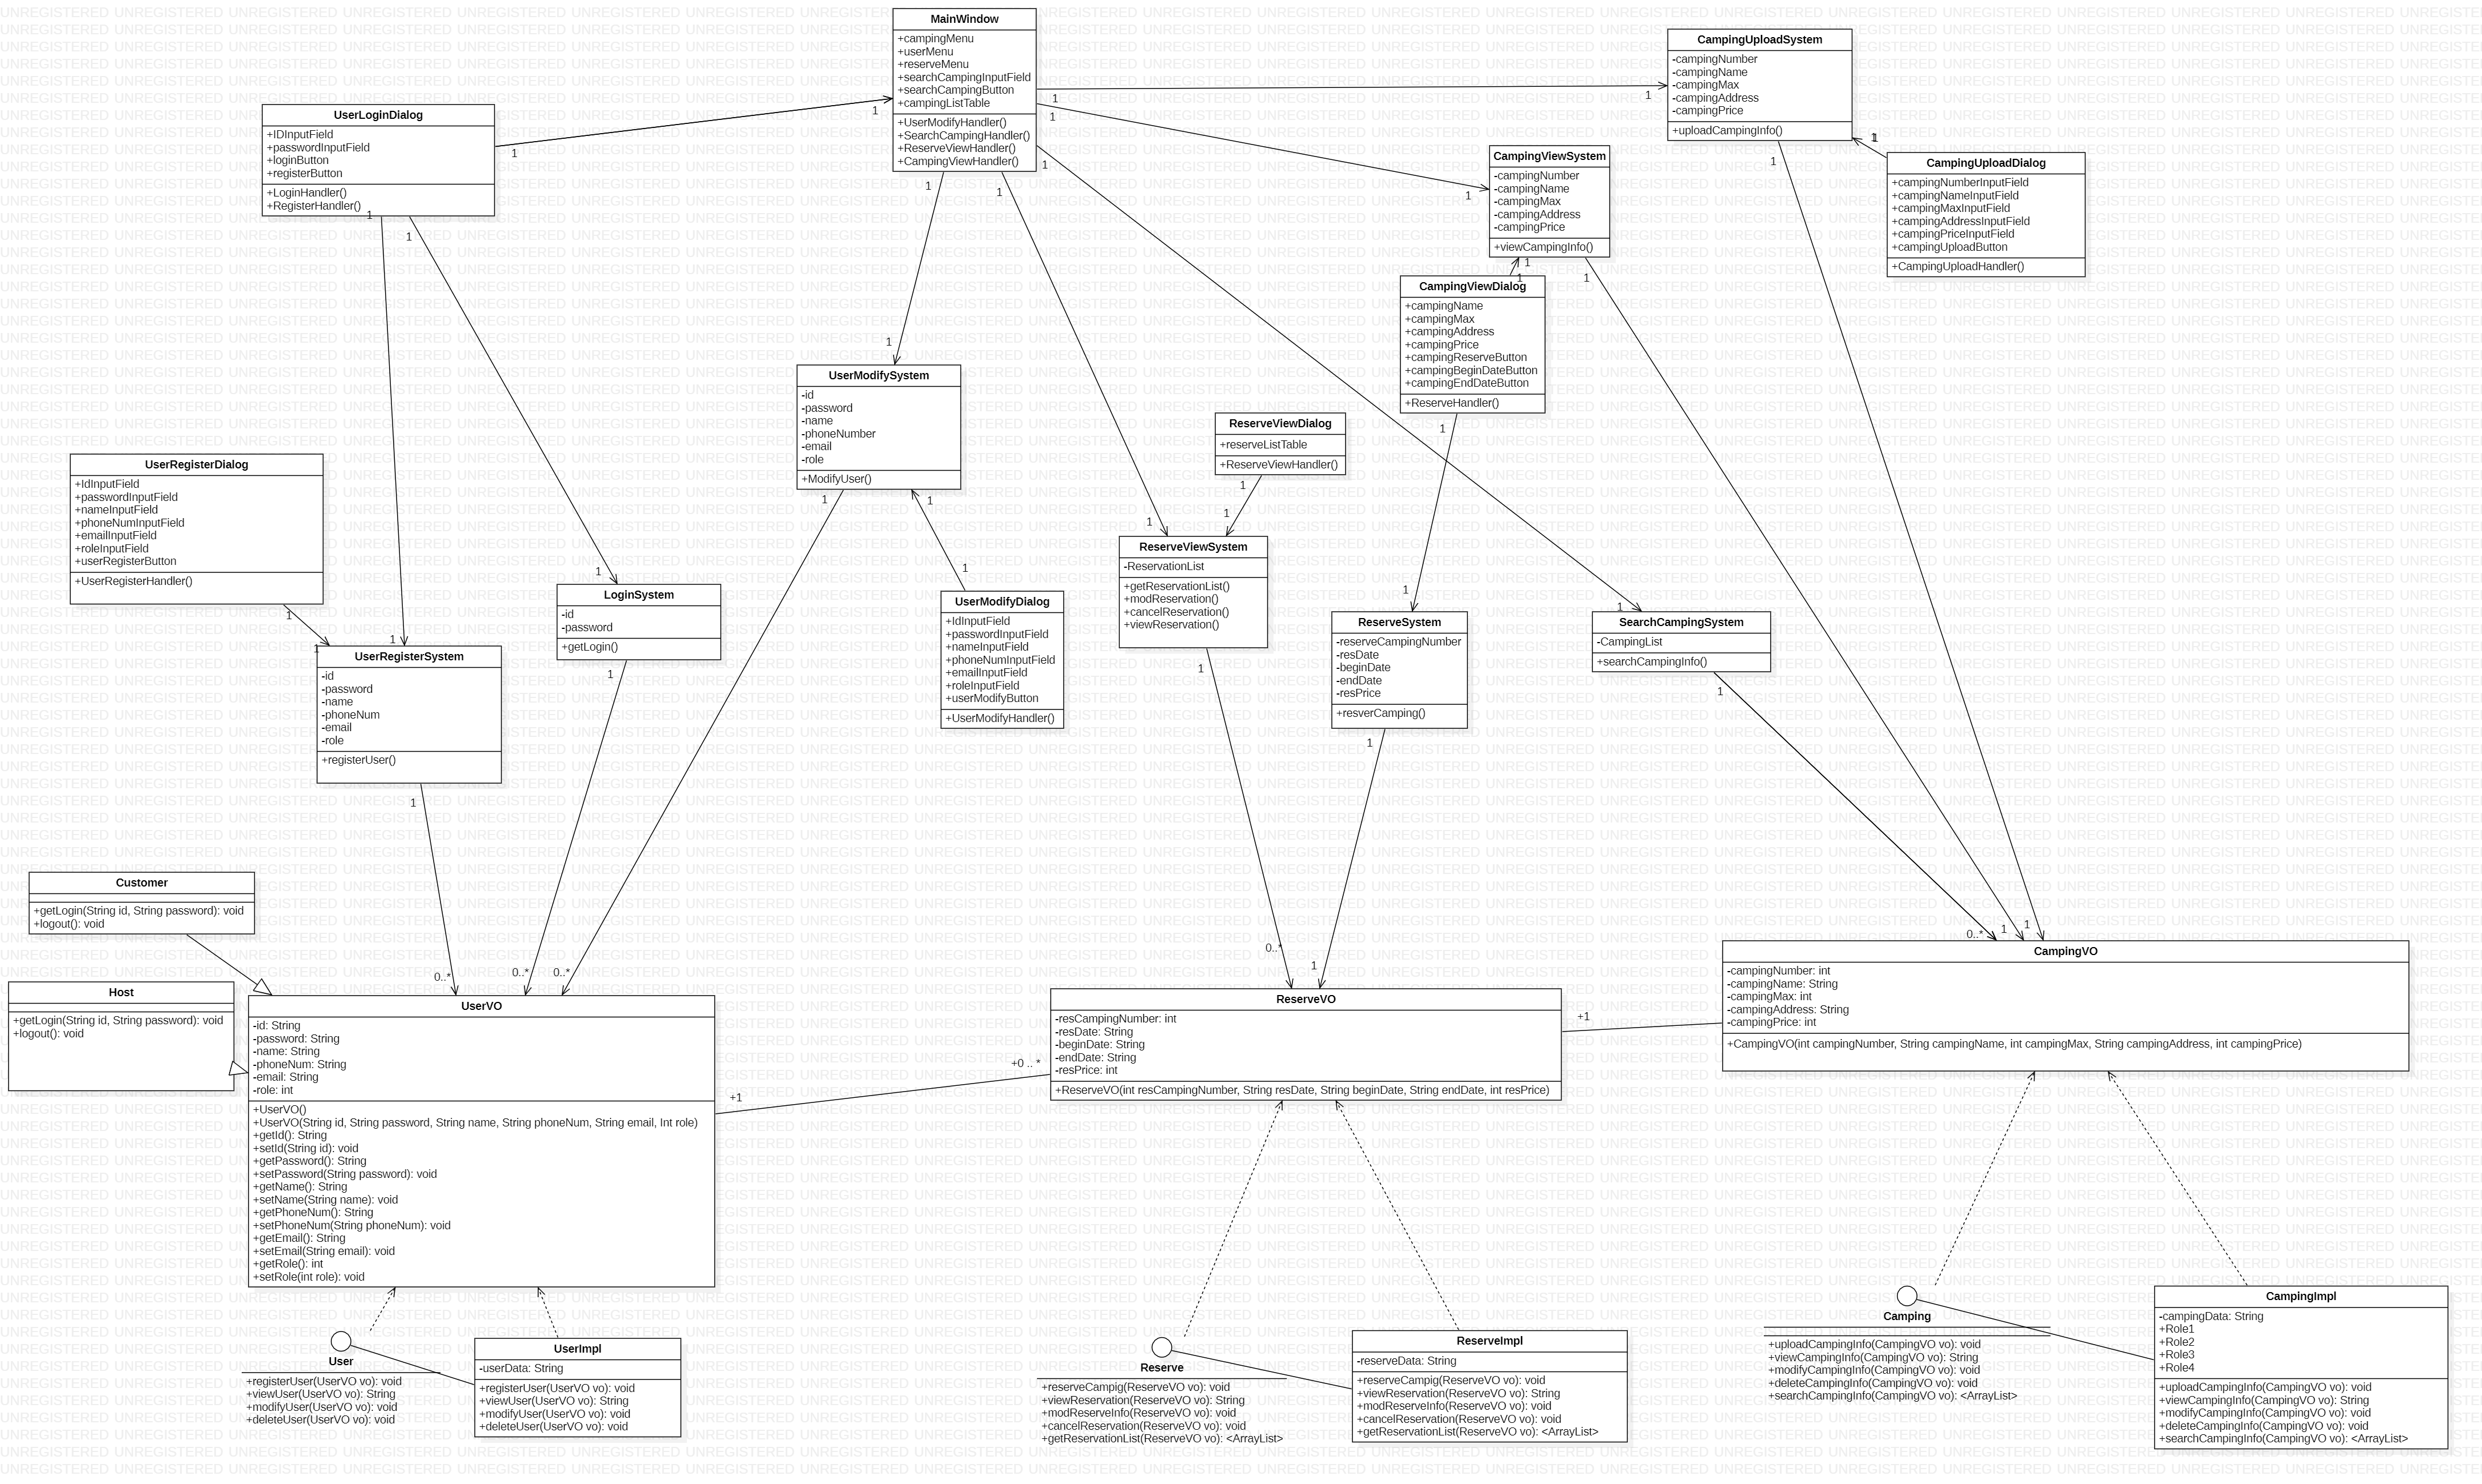 MainWindow
+campingMenu
+userMenu
+reserveMenu
+searchCampingInputField
+searchCampingButton
+campingListTable
+UserModifyHandler()
+SearchCampingHandler()
+ReserveViewHandler()
+CampingViewHandler()
CampingUploadSystem
-campingNumber
-campingName
-campingMax
-campingAddress
-campingPrice
+uploadCampingInfo()
UserLoginDialog
+IDInputField
+passwordInputField
+loginButton
+registerButton
+LoginHandler()
+RegisterHandler()
CampingViewSystem
-campingNumber
-campingName
-campingMax
-campingAddress
-campingPrice
+viewCampingInfo()
CampingUploadDialog
+campingNumberInputField
+campingNameInputField
+campingMaxInputField
+campingAddressInputField
+campingPriceInputField
+campingUploadButton
+CampingUploadHandler()
CampingViewDialog
+campingName
+campingMax
+campingAddress
+campingPrice
+campingReserveButton
+campingBeginDateButton
+campingEndDateButton
+ReserveHandler()
UserModifySystem
-id
-password
-name
-phoneNumber
-email
-role
+ModifyUser()
ReserveViewDialog
+reserveListTable
+ReserveViewHandler()
UserRegisterDialog
+IdInputField
+passwordInputField
+nameInputField
+phoneNumInputField
+emailInputField
+roleInputField
+userRegisterButton
+UserRegisterHandler()
ReserveViewSystem
-ReservationList
+getReservationList()
+modReservation()
+cancelReservation()
+viewReservation()
LoginSystem
-id
-password
+getLogin()
UserModifyDialog
+IdInputField
+passwordInputField
+nameInputField
+phoneNumInputField
+emailInputField
+roleInputField
+userModifyButton
+UserModifyHandler()
ReserveSystem
-reserveCampingNumber
-resDate
-beginDate
-endDate
-resPrice
+resverCamping()
SearchCampingSystem
-CampingList
+searchCampingInfo()
UserRegisterSystem
-id
-password
-name
-phoneNum
-email
-role
+registerUser()
Customer
+getLogin(String id, String password): void
+logout(): void
Host
+getLogin(String id, String password): void
+logout(): void
0..*
0..*
0..*
0..*
1
0..*
1
1
UserVO
-id: String
-password: String
-name: String
-phoneNum: String
-email: String
-role: int
+UserVO()
+UserVO(String id, String password, String name, String phoneNum, String email, Int role)
+getId(): String
+setId(String id): void
+getPassword(): String
+setPassword(String password): void
+getName(): String
+setName(String name): void
+getPhoneNum(): String
+setPhoneNum(String phoneNum): void
+getEmail(): String
+setEmail(String email): void
+getRole(): int
+setRole(int role): void
+1
+0 .. *
ReserveVO
-resCampingNumber: int
-resDate: String
-beginDate: String
-endDate: String
-resPrice: int
+ReserveVO(int resCampingNumber, String resDate, String beginDate, String endDate, int resPrice)
+1
CampingVO
-campingNumber: int
-campingName: String
-campingMax: int
-campingAddress: String
-campingPrice: int
+CampingVO(int campingNumber, String campingName, int campingMax, String campingAddress, int campingPrice)
User
+registerUser(UserVO vo): void
+viewUser(UserVO vo): String
+modifyUser(UserVO vo): void
+deleteUser(UserVO vo): void
UserImpl
-userData: String
+registerUser(UserVO vo): void
+viewUser(UserVO vo): String
+modifyUser(UserVO vo): void
+deleteUser(UserVO vo): void
Reserve
+reserveCampig(ReserveVO vo): void
+viewReservation(ReserveVO vo): String
+modReserveInfo(ReserveVO vo): void
+cancelReservation(ReserveVO vo): void
+getReservationList(ReserveVO vo): <ArrayList>
ReserveImpl
-reserveData: String
+reserveCampig(ReserveVO vo): void
+viewReservation(ReserveVO vo): String
+modReserveInfo(ReserveVO vo): void
+cancelReservation(ReserveVO vo): void
+getReservationList(ReserveVO vo): <ArrayList>
Camping
+uploadCampingInfo(CampingVO vo): void
+viewCampingInfo(CampingVO vo): String
+modifyCampingInfo(CampingVO vo): void
+deleteCampingInfo(CampingVO vo): void
+searchCampingInfo(CampingVO vo): <ArrayList>
CampingImpl
-campingData: String
+Role1
+Role2
+Role3
+Role4
+uploadCampingInfo(CampingVO vo): void
+viewCampingInfo(CampingVO vo): String
+modifyCampingInfo(CampingVO vo): void
+deleteCampingInfo(CampingVO vo): void
+searchCampingInfo(CampingVO vo): <ArrayList>